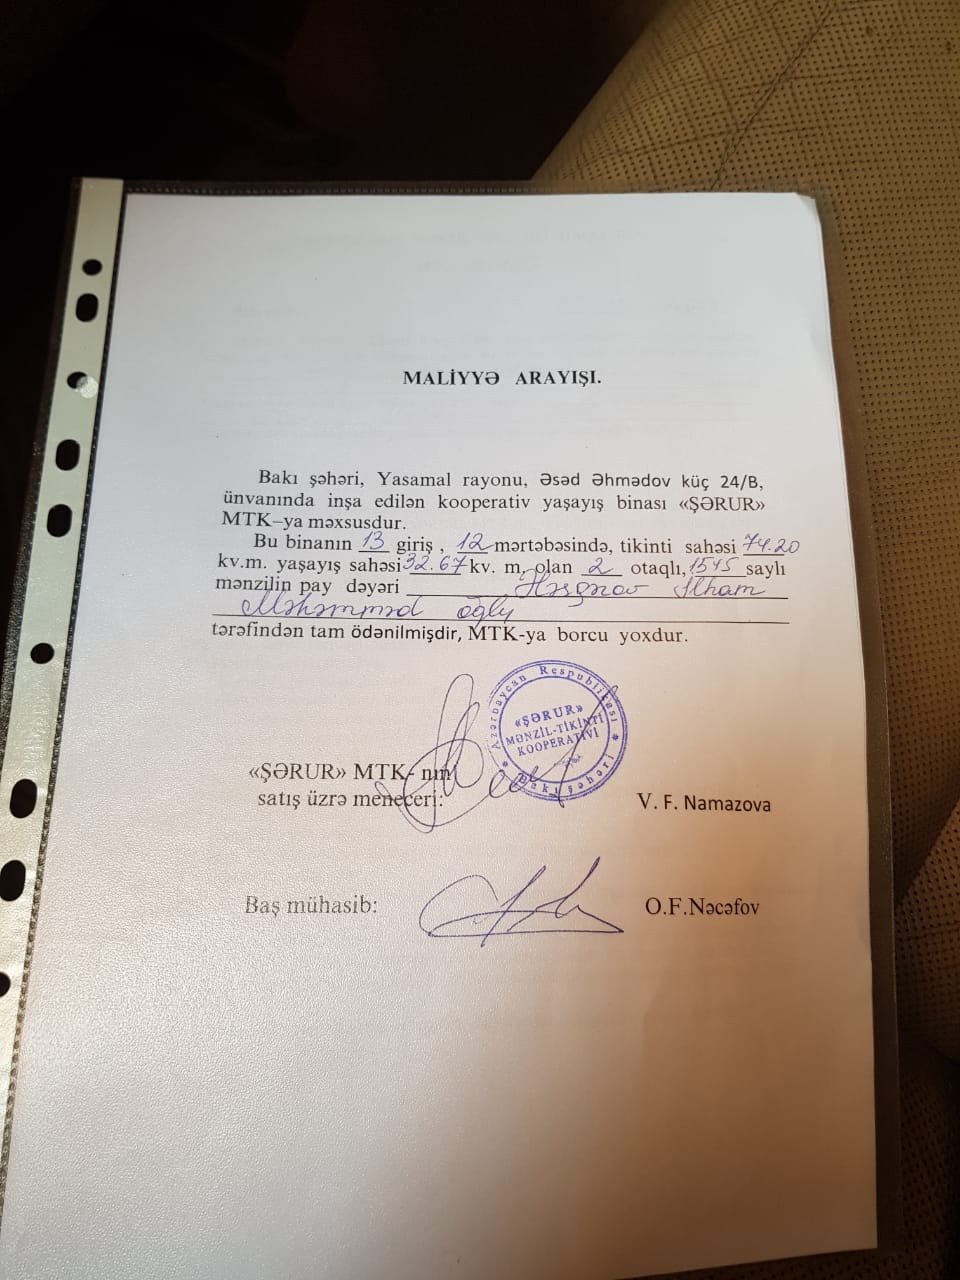 MALİYYƏ ARAYIŞI.
Bakı şəhəri, Yasamal rayonu, Əsəd Əhmədov küç 24/B,
ünvanında inşa edilən kooperativ yaşayış binası «ŞƏRUR»
MTK–ya məxsusdur.
Bu binanın 13 giriş , 12 mərtəbəsində, tikinti sahəsi 74.20
kv.m. yaşayış sahəsi 32.67 kv. m. olan 2 otaqlı, 1545 saylı
mənzilin pay dəyəri Həsənov İlham
Məhəmməd oğlu
tərəfindən tam ödənilmişdir, MTK-ya borcu yoxdur.
Azərbaycan Respublikası
«ŞƏRUR»
MƏNZİL-TİKİNTİ
KOOPERATİVİ
Bakı şəhəri
«ŞƏRUR» MTK- nın
satış üzrə meneceri:
V. F. Namazova
Baş mühasib:
O.F.Nəcəfov